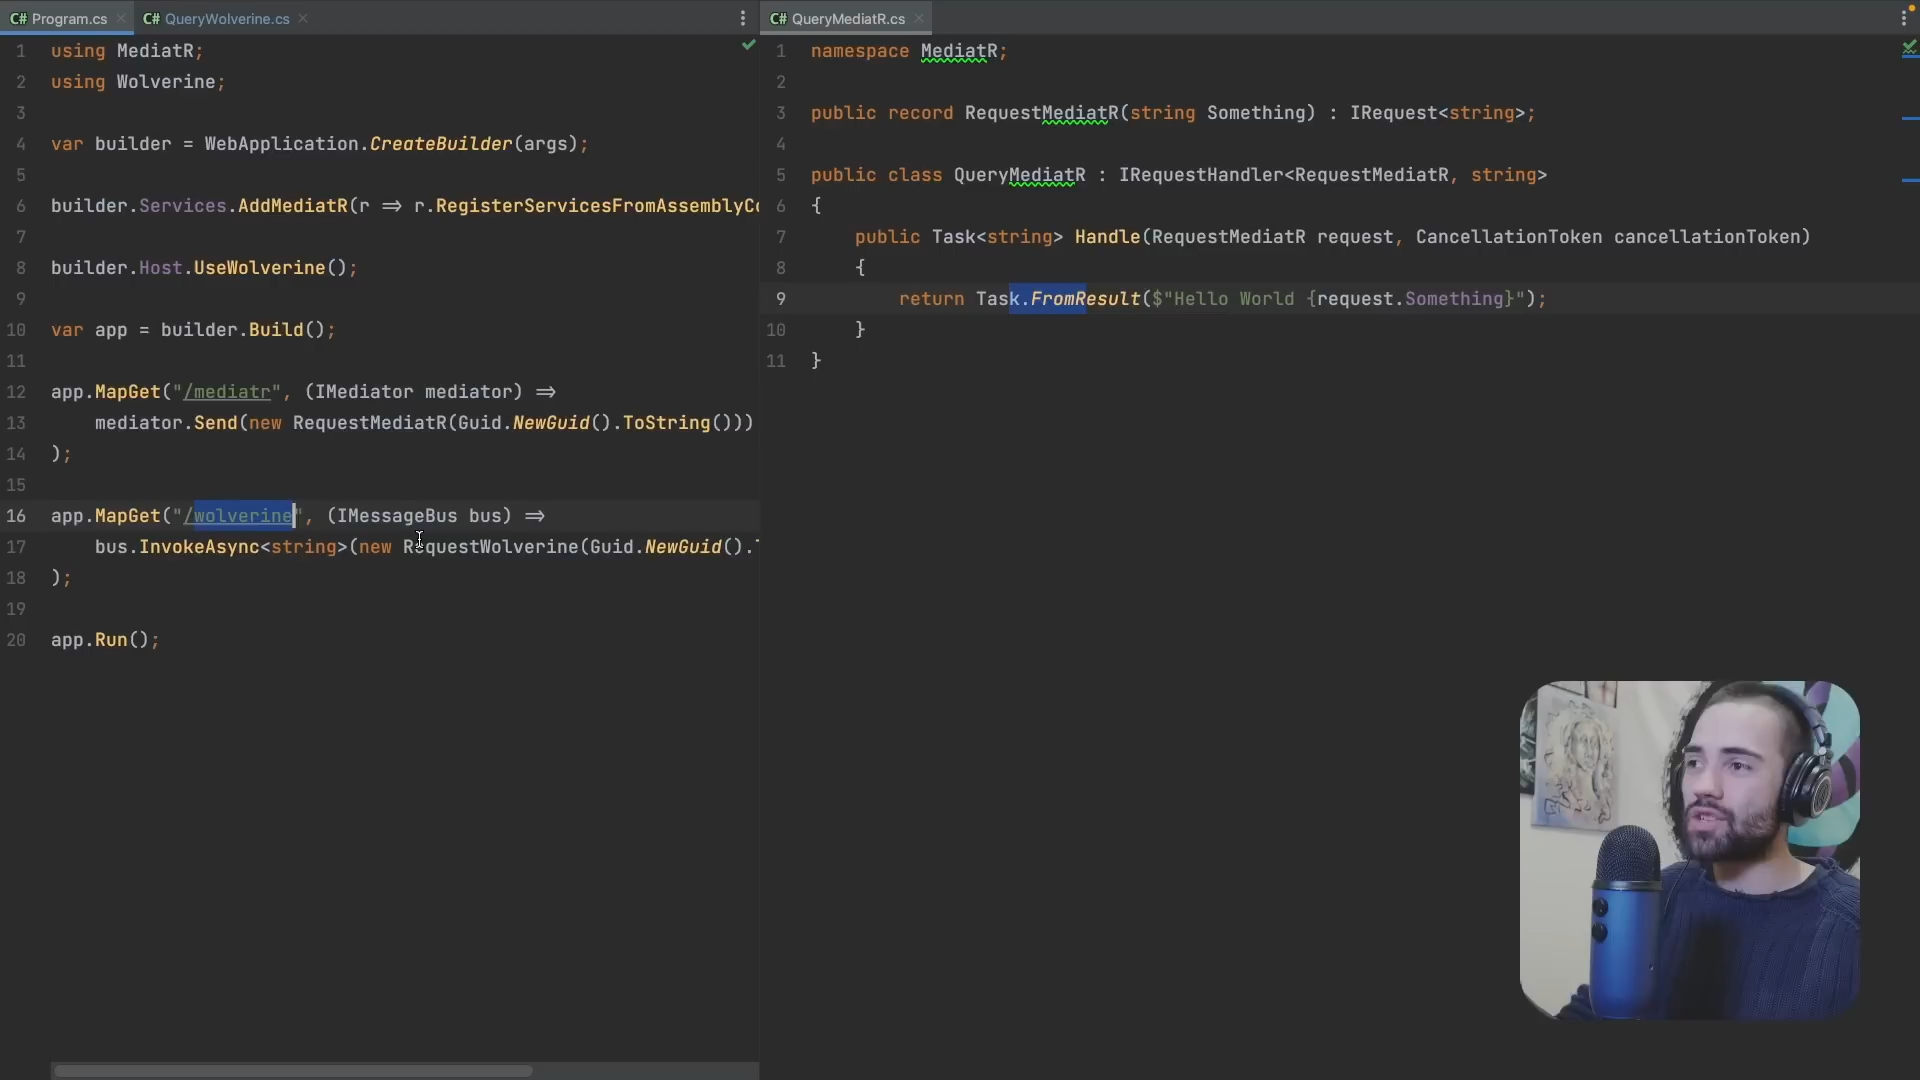 C# Program.cs
C# QueryWolverine.cs
1 using MediatR;
2 using Wolverine;
3
4 var builder = WebApplication.CreateBuilder(args);
5
6 builder.Services.AddMediatR(r => r.RegisterServicesFromAssemblyCo
7
8 builder.Host.UseWolverine();
9
10 var app = builder.Build();
11
12 app.MapGet("/mediatr", (IMediator mediator) =>
13 mediator.Send(new RequestMediatR(Guid.NewGuid().ToString()))
14 );
15
16 app.MapGet("/wolverine", (IMessageBus bus) =>
17 bus.InvokeAsync<string>(new RequestWolverine(Guid.NewGuid().
18 );
19
20 app.Run();
C# QueryMediatR.cs
1 namespace MediatR;
2
3 public record RequestMediatR(string Something) : IRequest<string>;
4
5 public class QueryMediatR : IRequestHandler<RequestMediatR, string>
6 {
7 public Task<string> Handle(RequestMediatR request, CancellationToken cancellationToken)
8 {
9 return Task.FromResult($"Hello World {request.Something}");
10 }
11 }